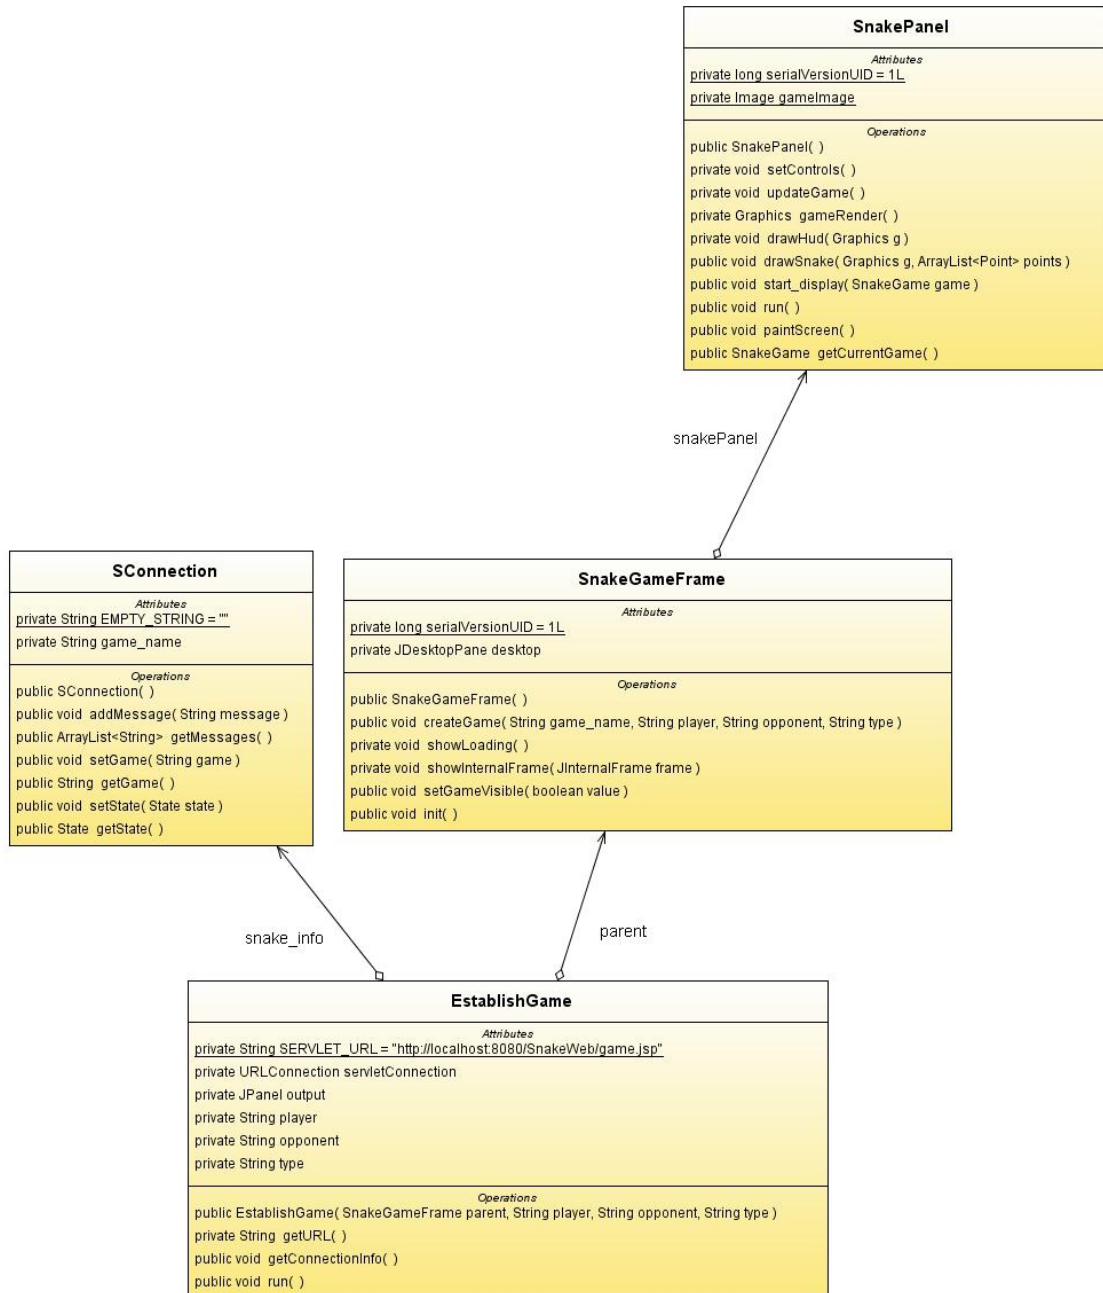 SnakePanel
Attributes
private long serialVersionUID = 1L
private Image gameImage
Operations
public SnakePanel( )
private void setControls( )
private void updateGame( )
private Graphics gameRender( )
private void drawHud( Graphics g )
public void drawSnake( Graphics g, ArrayList<Point> points )
public void start_display( SnakeGame game )
public void run( )
public void paintScreen( )
public SnakeGame getCurrentGame( )
snakePanel
SConnection
Attributes
private String EMPTY_STRING = ""
private String game_name
Operations
public SConnection( )
public void addMessage( String message )
public ArrayList<String> getMessages( )
public void setGame( String game )
public String getGame( )
public void setState( State state )
public State getState( )
SnakeGameFrame
Attributes
private long serialVersionUID = 1L
private JDesktopPane desktop
Operations
public SnakeGameFrame( )
public void createGame( String game_name, String player, String opponent, String type )
private void showLoading( )
private void showInternalFrame( JInternalFrame frame )
public void setGameVisible( boolean value )
public void init( )
snake_info
parent
EstablishGame
Attributes
private String SERVLET_URL = "http://localhost:8080/SnakeWeb/game.jsp"
private URLConnection servletConnection
private JPanel output
private String player
private String opponent
private String type
Operations
public EstablishGame( SnakeGameFrame parent, String player, String opponent, String type )
private String getURL( )
public void getConnectionInfo( )
public void run( )